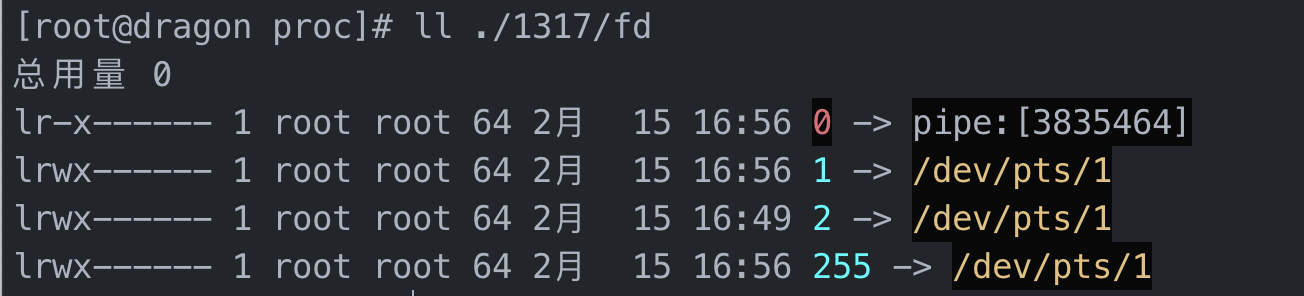 [root@dragon proc]# ll ./1317/fd
总用量 0
lr-x------ 1 root root 64 2月  15 16:56 0 -> pipe:[3835464]
lrwx------ 1 root root 64 2月  15 16:56 1 -> /dev/pts/1
lrwx------ 1 root root 64 2月  15 16:49 2 -> /dev/pts/1
lrwx------ 1 root root 64 2月  15 16:56 255 -> /dev/pts/1